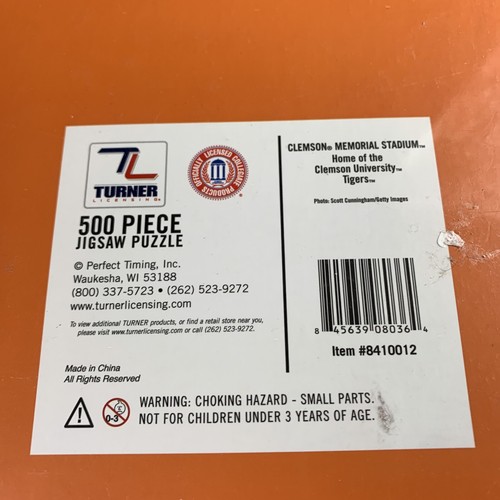 TL
TURNER
LICENSING®
OFFICIALLY LICENSED COLLEGIATE PRODUCTS
500 PIECE
JIGSAW PUZZLE
© Perfect Timing, Inc.
Waukesha, WI 53188
(800) 337-5723 • (262) 523-9272
www.turnerlicensing.com
To view additional TURNER products, or find a retail store near you,
please visit www.turnerlicensing.com or call (262) 523-9272.
Made in China
All Rights Reserved
CLEMSON® MEMORIAL STADIUM™
Home of the
Clemson University™
Tigers™
Photo: Scott Cunningham/Getty Images
8 45639 08036 4
Item #8410012
0-3
WARNING: CHOKING HAZARD - SMALL PARTS.
NOT FOR CHILDREN UNDER 3 YEARS OF AGE.